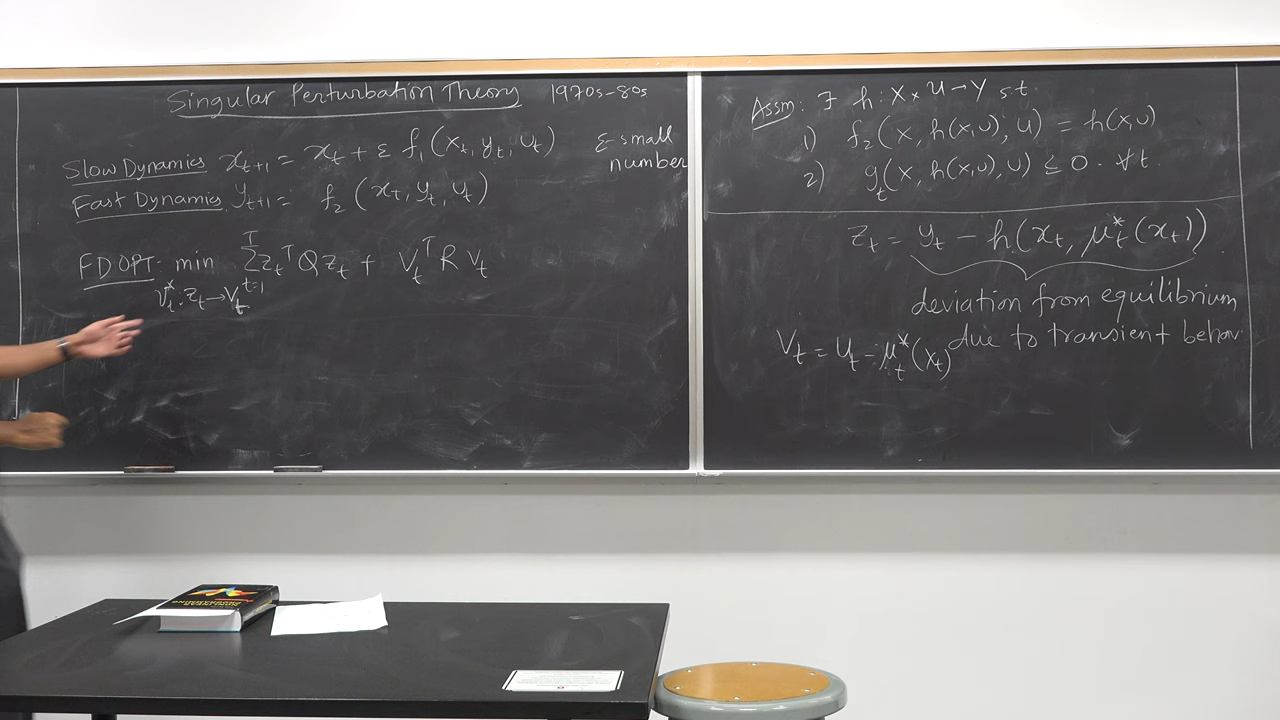 Singular Perturbation Theory 1970s-80s
Slow Dynamics x_{t+1} = x_t + ε f_1(x_t, y_t, u_t) ε-small number
Fast Dynamics y_{t+1} = f_2(x_t, y_t, u_t)
FD OPT- min Σ_{t=1}^{T} z_t^T Q z_t + v_t^T R v_t
v_t^*: z_t → v_t
Assm: ∃ h: X × U → Y s.t.
1) f_2(x, h(x,u), u) = h(x,u)
2) g_t(x, h(x,u), u) ≤ 0. ∀t.
z_t = y_t - h(x_t, μ_t^*(x_t))
deviation from equilibrium
due to transient behav
v_t = u_t - μ_t^*(x_t)